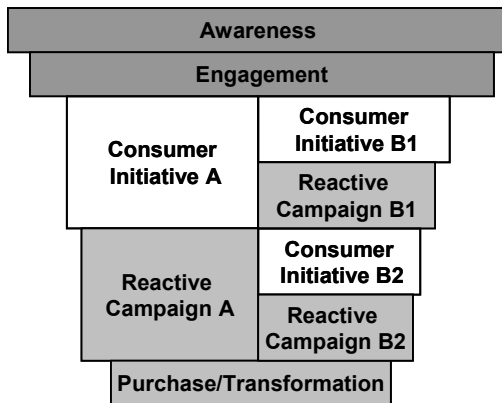 Awareness
Engagement
Consumer
Initiative A
Consumer
Initiative B1
Reactive
Campaign B1
Reactive
Campaign A
Consumer
Initiative B2
Reactive
Campaign B2
Purchase/Transformation